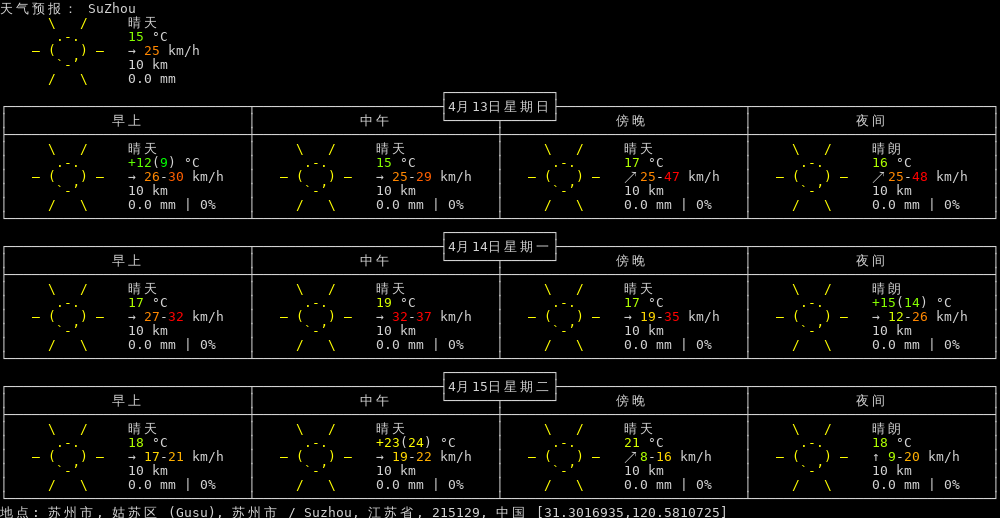 天气预报: SuZhou
晴天
15 °C
→ 25 km/h
10 km
0.0 mm
4月13日星期日
早上 中午 傍晚 夜间
晴天 晴天 晴天 晴朗
+12(9) °C 15 °C 17 °C 16 °C
→ 26-30 km/h → 25-29 km/h ↗ 25-47 km/h ↗ 25-48 km/h
10 km 10 km 10 km 10 km
0.0 mm | 0% 0.0 mm | 0% 0.0 mm | 0% 0.0 mm | 0%
4月14日星期一
早上 中午 傍晚 夜间
晴天 晴天 晴天 晴朗
17 °C 19 °C 17 °C +15(14) °C
→ 27-32 km/h → 32-37 km/h → 19-35 km/h → 12-26 km/h
10 km 10 km 10 km 10 km
0.0 mm | 0% 0.0 mm | 0% 0.0 mm | 0% 0.0 mm | 0%
4月15日星期二
早上 中午 傍晚 夜间
晴天 晴天 晴天 晴朗
18 °C +23(24) °C 21 °C 18 °C
→ 17-21 km/h → 19-22 km/h ↗ 8-16 km/h ↑ 9-20 km/h
10 km 10 km 10 km 10 km
0.0 mm | 0% 0.0 mm | 0% 0.0 mm | 0% 0.0 mm | 0%
地点: 苏州市, 姑苏区 (Gusu), 苏州市 / Suzhou, 江苏省, 215129, 中国 [31.3016935,120.5810725]